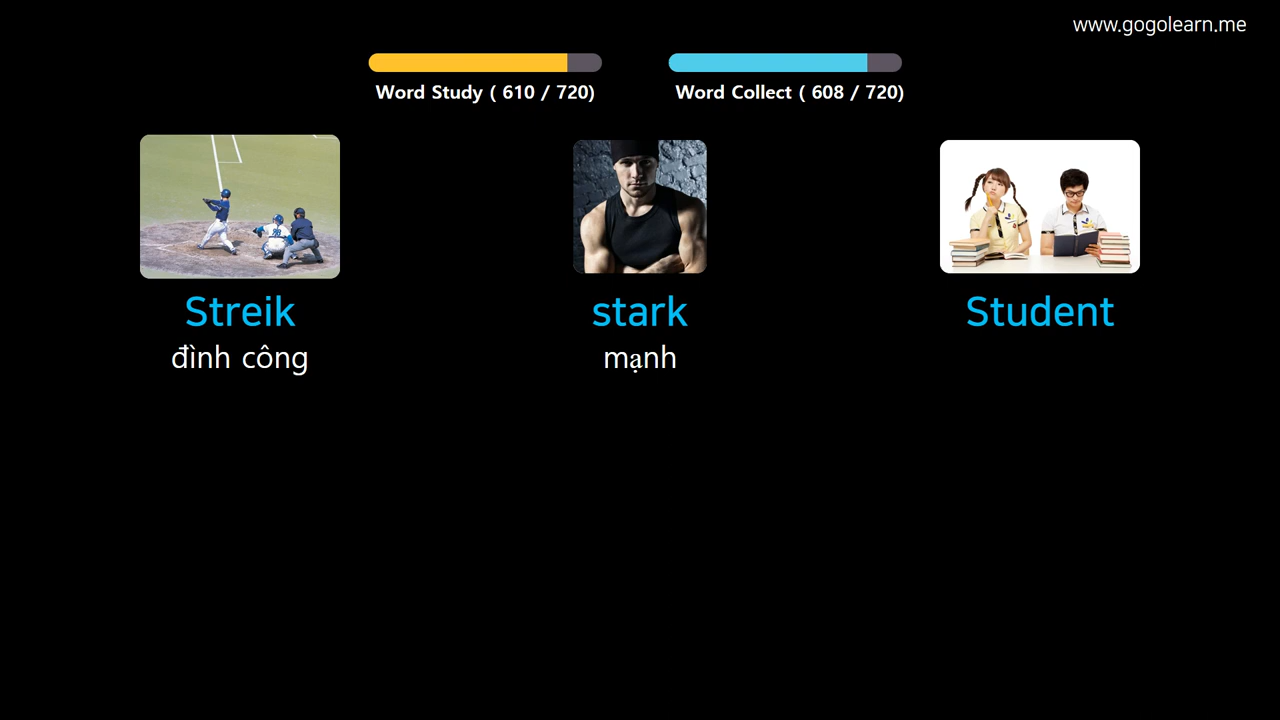 www.gogolearn.me
Word Study ( 610 / 720)
Word Collect ( 608 / 720)
Streik
stark
Student
đình công
mạnh